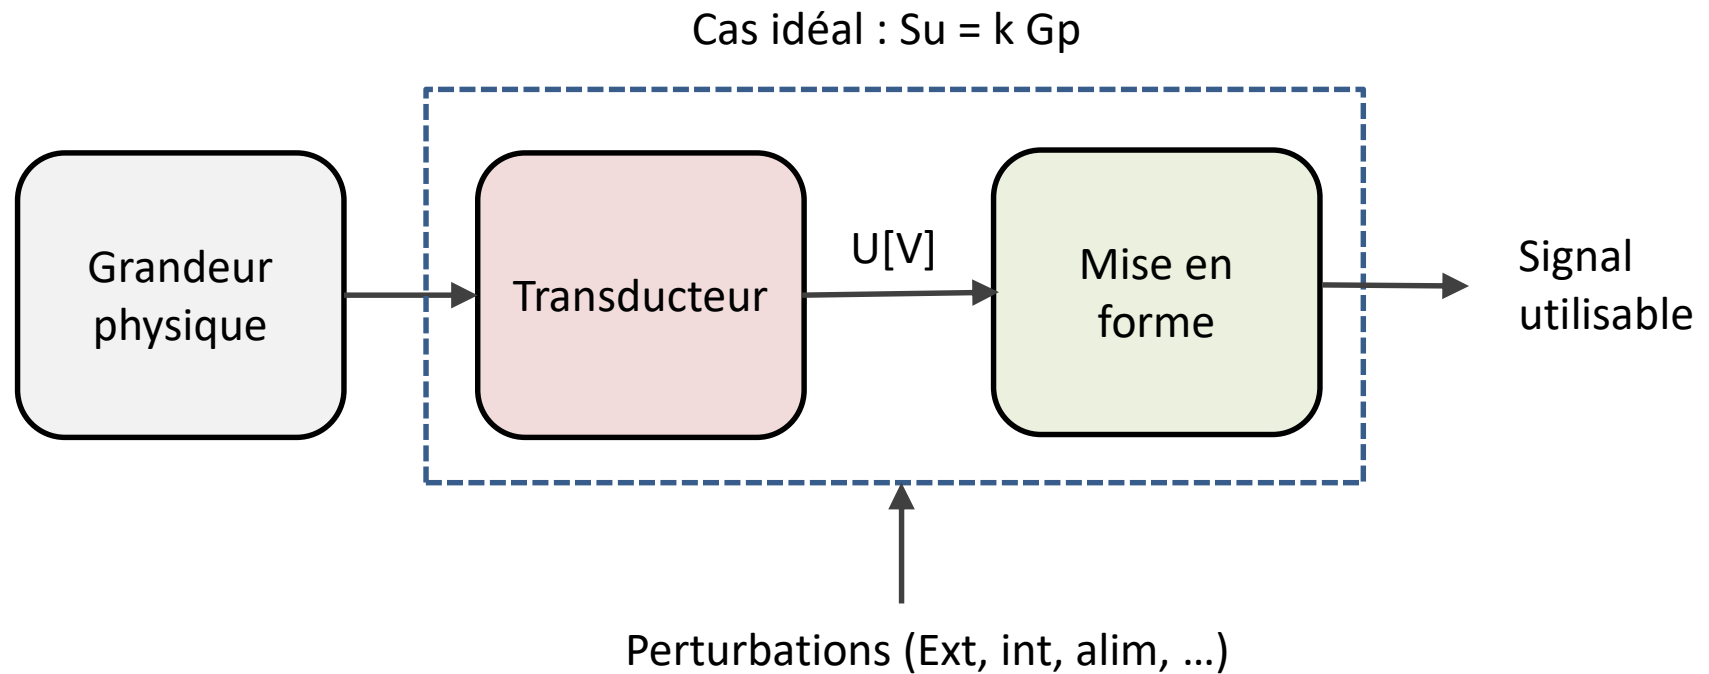 Cas idéal : Su = k Gp
Grandeur
physique
Transducteur
U[V]
Mise en
forme
Signal
utilisable
Perturbations (Ext, int, alim, ...)